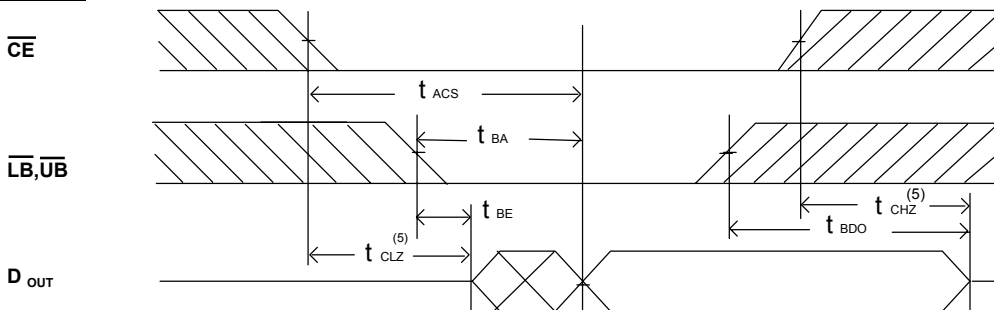 CE
t ACS
t BA
LB,UB
t BE
t CHZ (5)
t BDO
t CLZ (5)
D OUT